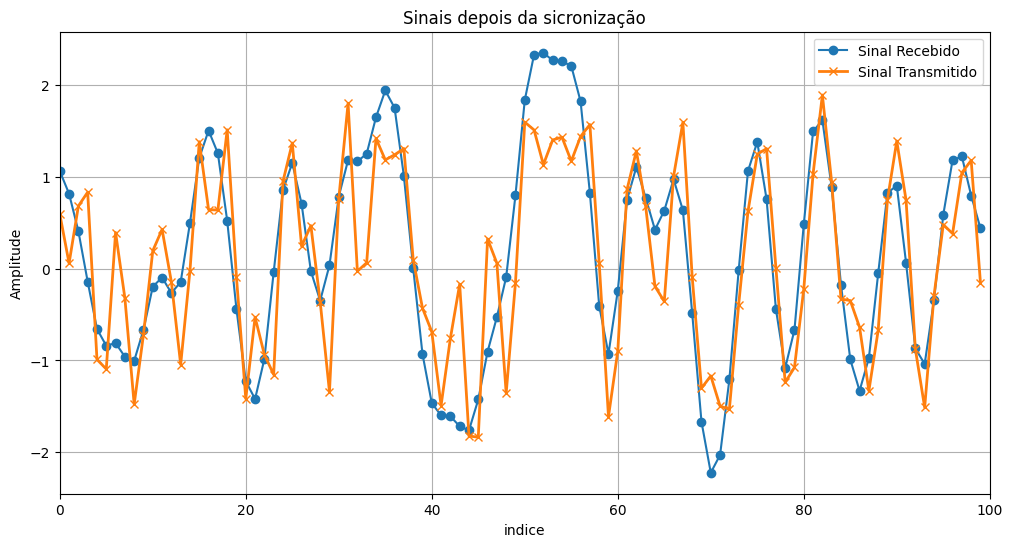 Sinais depois da sicronização
Sinal Recebido
Sinal Transmitido
Amplitude
2
1
0
−1
−2
0
20
40
60
80
100
indice